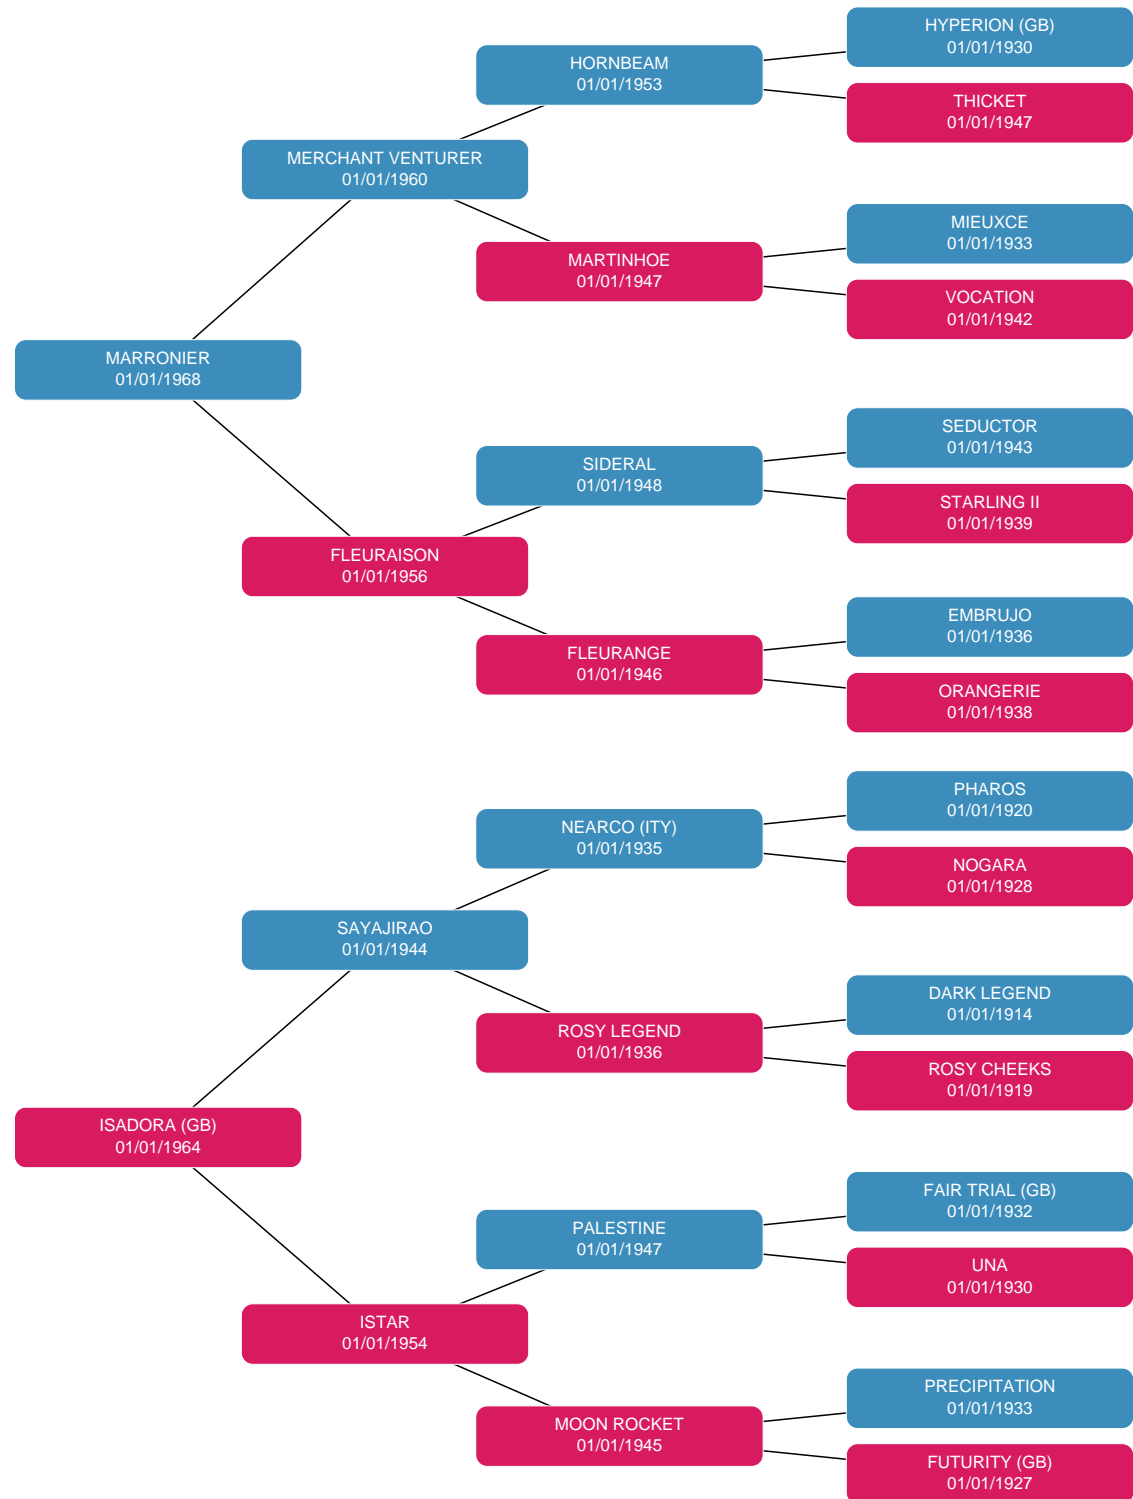 HYPERION (GB)
01/01/1930
HORNBEAM
01/01/1953
THICKET
01/01/1947
MERCHANT VENTURER
01/01/1960
MIEUXCE
01/01/1933
MARTINHOE
01/01/1947
VOCATION
01/01/1942
MARRONIER
01/01/1968
SEDUCTOR
01/01/1943
SIDERAL
01/01/1948
STARLING II
01/01/1939
FLEURAISON
01/01/1956
EMBRUJO
01/01/1936
FLEURANGE
01/01/1946
ORANGERIE
01/01/1938
PHAROS
01/01/1920
NEARCO (ITY)
01/01/1935
NOGARA
01/01/1928
SAYAJIRAO
01/01/1944
DARK LEGEND
01/01/1914
ROSY LEGEND
01/01/1936
ROSY CHEEKS
01/01/1919
ISADORA (GB)
01/01/1964
FAIR TRIAL (GB)
01/01/1932
PALESTINE
01/01/1947
UNA
01/01/1930
ISTAR
01/01/1954
PRECIPITATION
01/01/1933
MOON ROCKET
01/01/1945
FUTURITY (GB)
01/01/1927